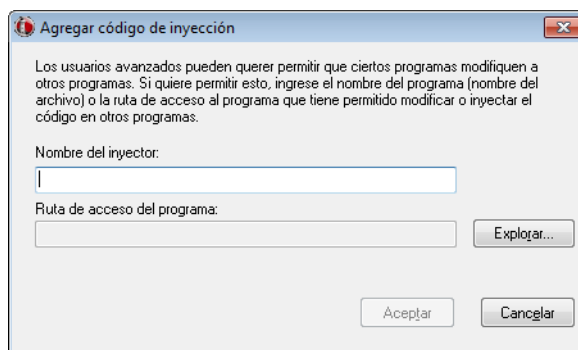 Agregar código de inyección
Los usuarios avanzados pueden querer permitir que ciertos programas modifiquen a
otros programas. Si quiere permitir esto, ingrese el nombre del programa (nombre del
archivo) o la ruta de acceso al programa que tiene permitido modificar o inyectar el
código en otros programas.
Nombre del inyector:
Ruta de acceso del programa:
Explorar...
Aceptar
Cancelar